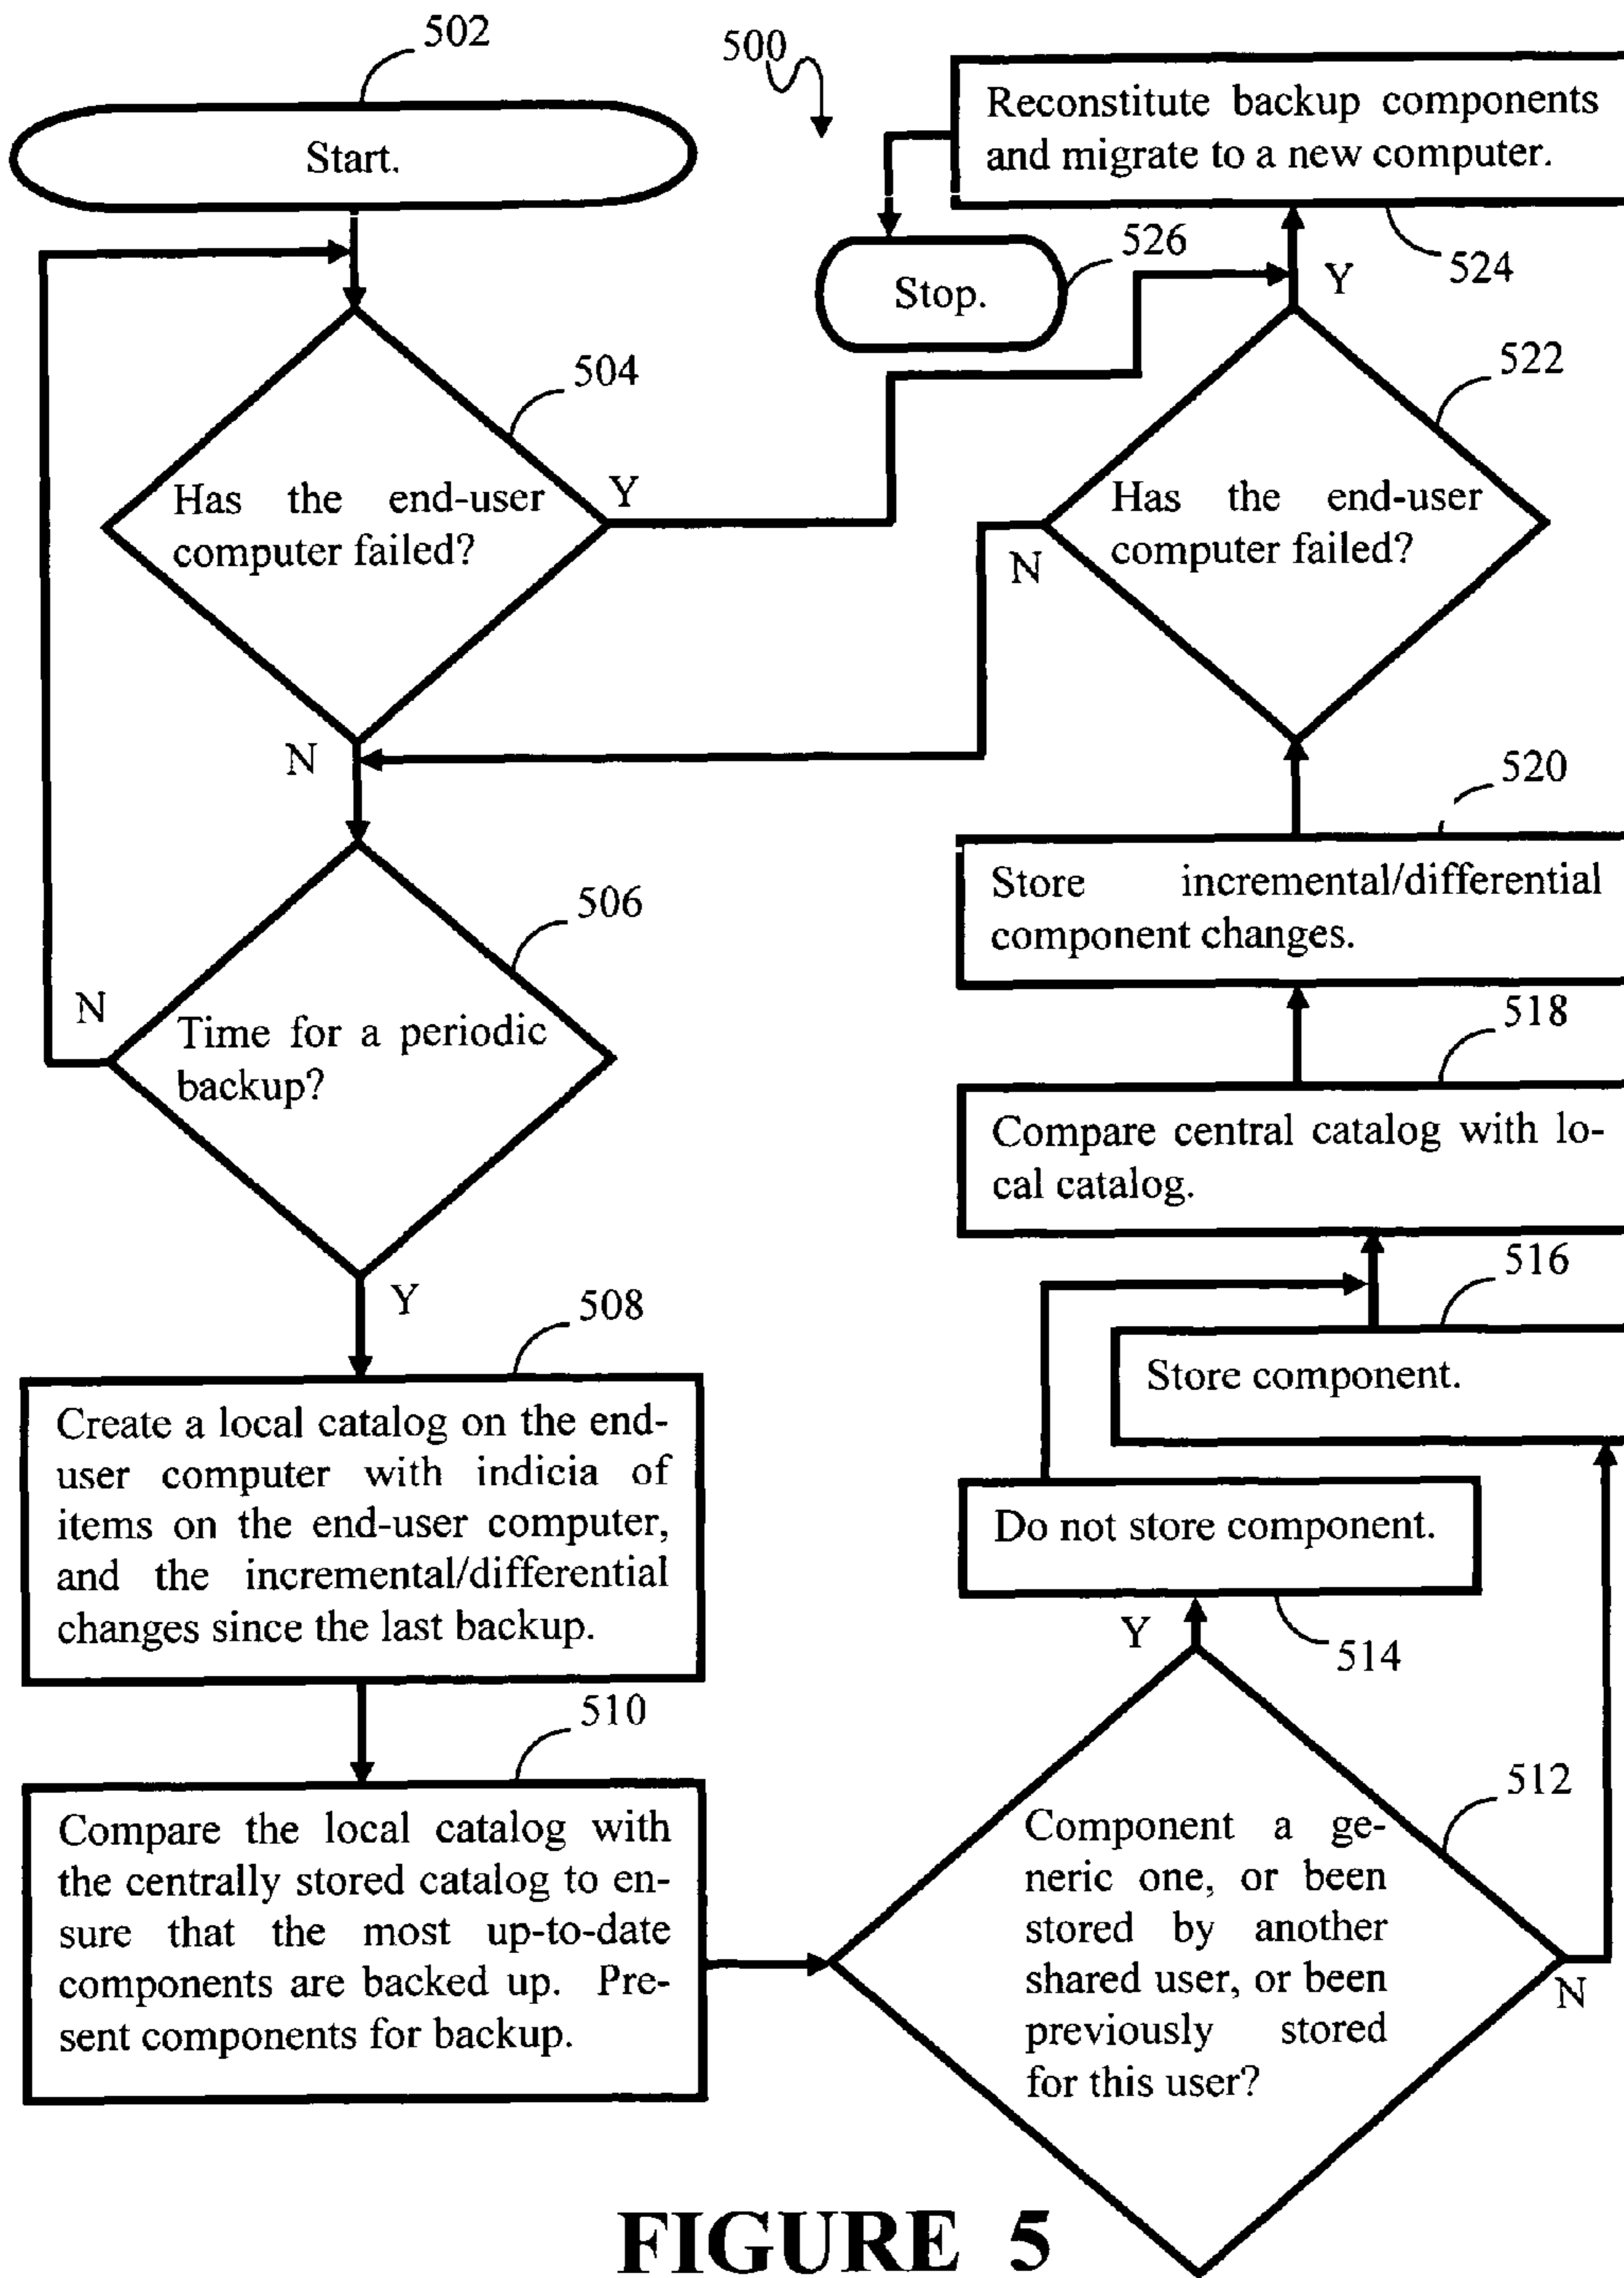 502
Start.
504
Has the end-user
computer failed?
Y
N
506
Time for a periodic
backup?
N
Y
508
Create a local catalog on the end-
user computer with indicia of
items on the end-user computer,
and the incremental/differential
changes since the last backup.
510
Compare the local catalog with
the centrally stored catalog to en-
sure that the most up-to-date
components are backed up. Pre-
sent components for backup.
500
Reconstitute backup components
and migrate to a new computer.
524
526
Stop.
Y
522
Has the end-user
computer failed?
N
520
Store incremental/differential
component changes.
518
Compare central catalog with lo-
cal catalog.
516
Store component.
Do not store component.
514
Y
512
Component a ge-
neric one, or been
stored by another
shared user, or been
previously stored
for this user?
N
FIGURE 5